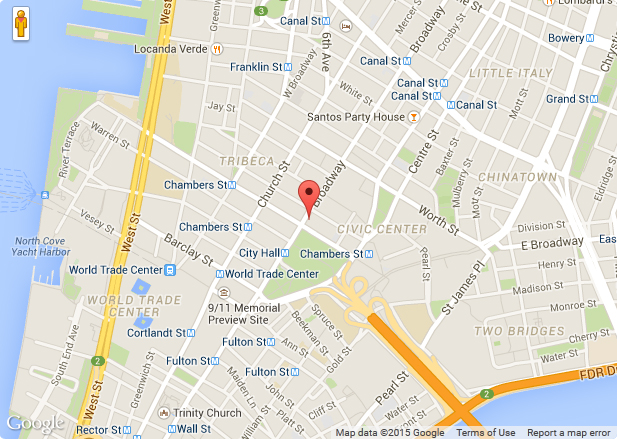 Canal St
Canal St
Mercer St
Lombardi's
3
West St
6th Ave
Broadway
Crosby St
Bowery
Locanda Verde
Franklin St
W Broadway
Canal St
LITTLE ITALY
Canal St
Canal St
Canal St
Mott St
Grand St
Jay St
White St
Santos Party House
Warren St
River Terrace
TRIBECA
Church St
Centre St
Baxter St
Mulberry St
Mott St
CHINATOWN
Eldridge St
Chambers St
Broadway
Worth St
Vesey St
Chambers St
CIVIC CENTER
Division St
North Cove
Yacht Harbor
West St
Barclay St
City Hall
Chambers St
Pearl St
E Broadway
World Trade Center
World Trade Center
Henry St
St James Pl
Madison St
WORLD TRADE
CENTER
9/11 Memorial
Preview Site
Spruce St
Beekman St
Monroe St
Cortlandt St
Fulton St
Ann St
Gold St
TWO BRIDGES
South End Ave
2
Greenwich St
Fulton St
Fulton St
Maiden Ln
Pearl St
Water St
FDR D
2
West St
Trinity Church
John St
Cliff St
Water St
Rector St
Wall St
William St
Platt St
Google
Map data ©2015 Google
Terms of Use
Report a map error